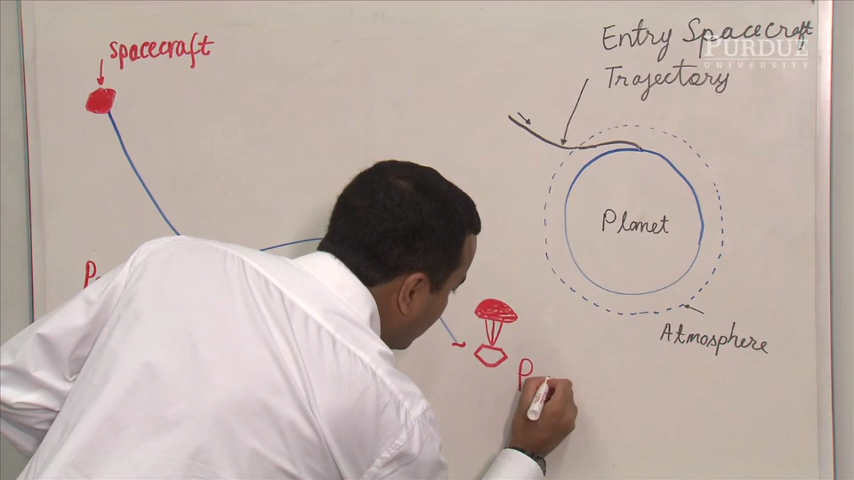 spacecraft
Entry Spacecraft
Trajectory
PURDUE
UNIVERSITY
Planet
Atmosphere
P
P